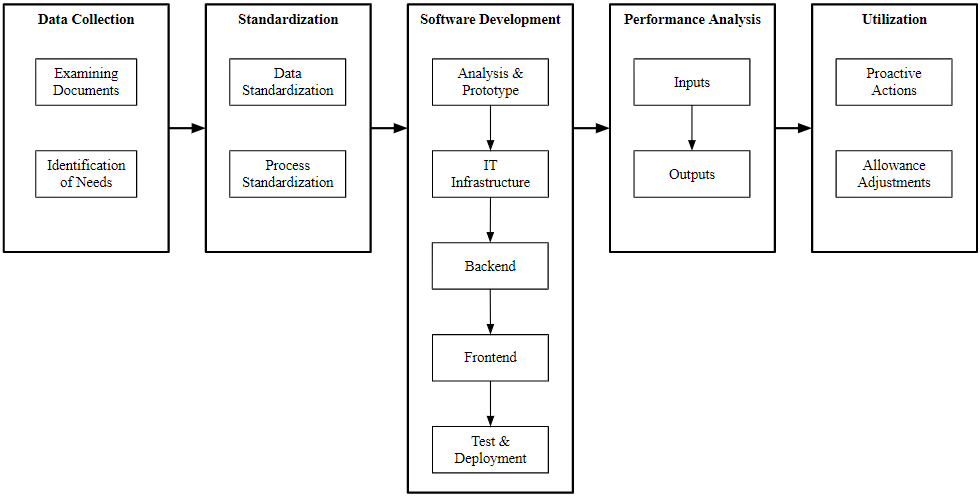 Data Collection
Examining
Documents
Identification
of Needs
Standardization
Data
Standardization
Process
Standardization
Software Development
Analysis &
Prototype
IT
Infrastructure
Backend
Frontend
Test &
Deployment
Performance Analysis
Inputs
Outputs
Utilization
Proactive
Actions
Allowance
Adjustments